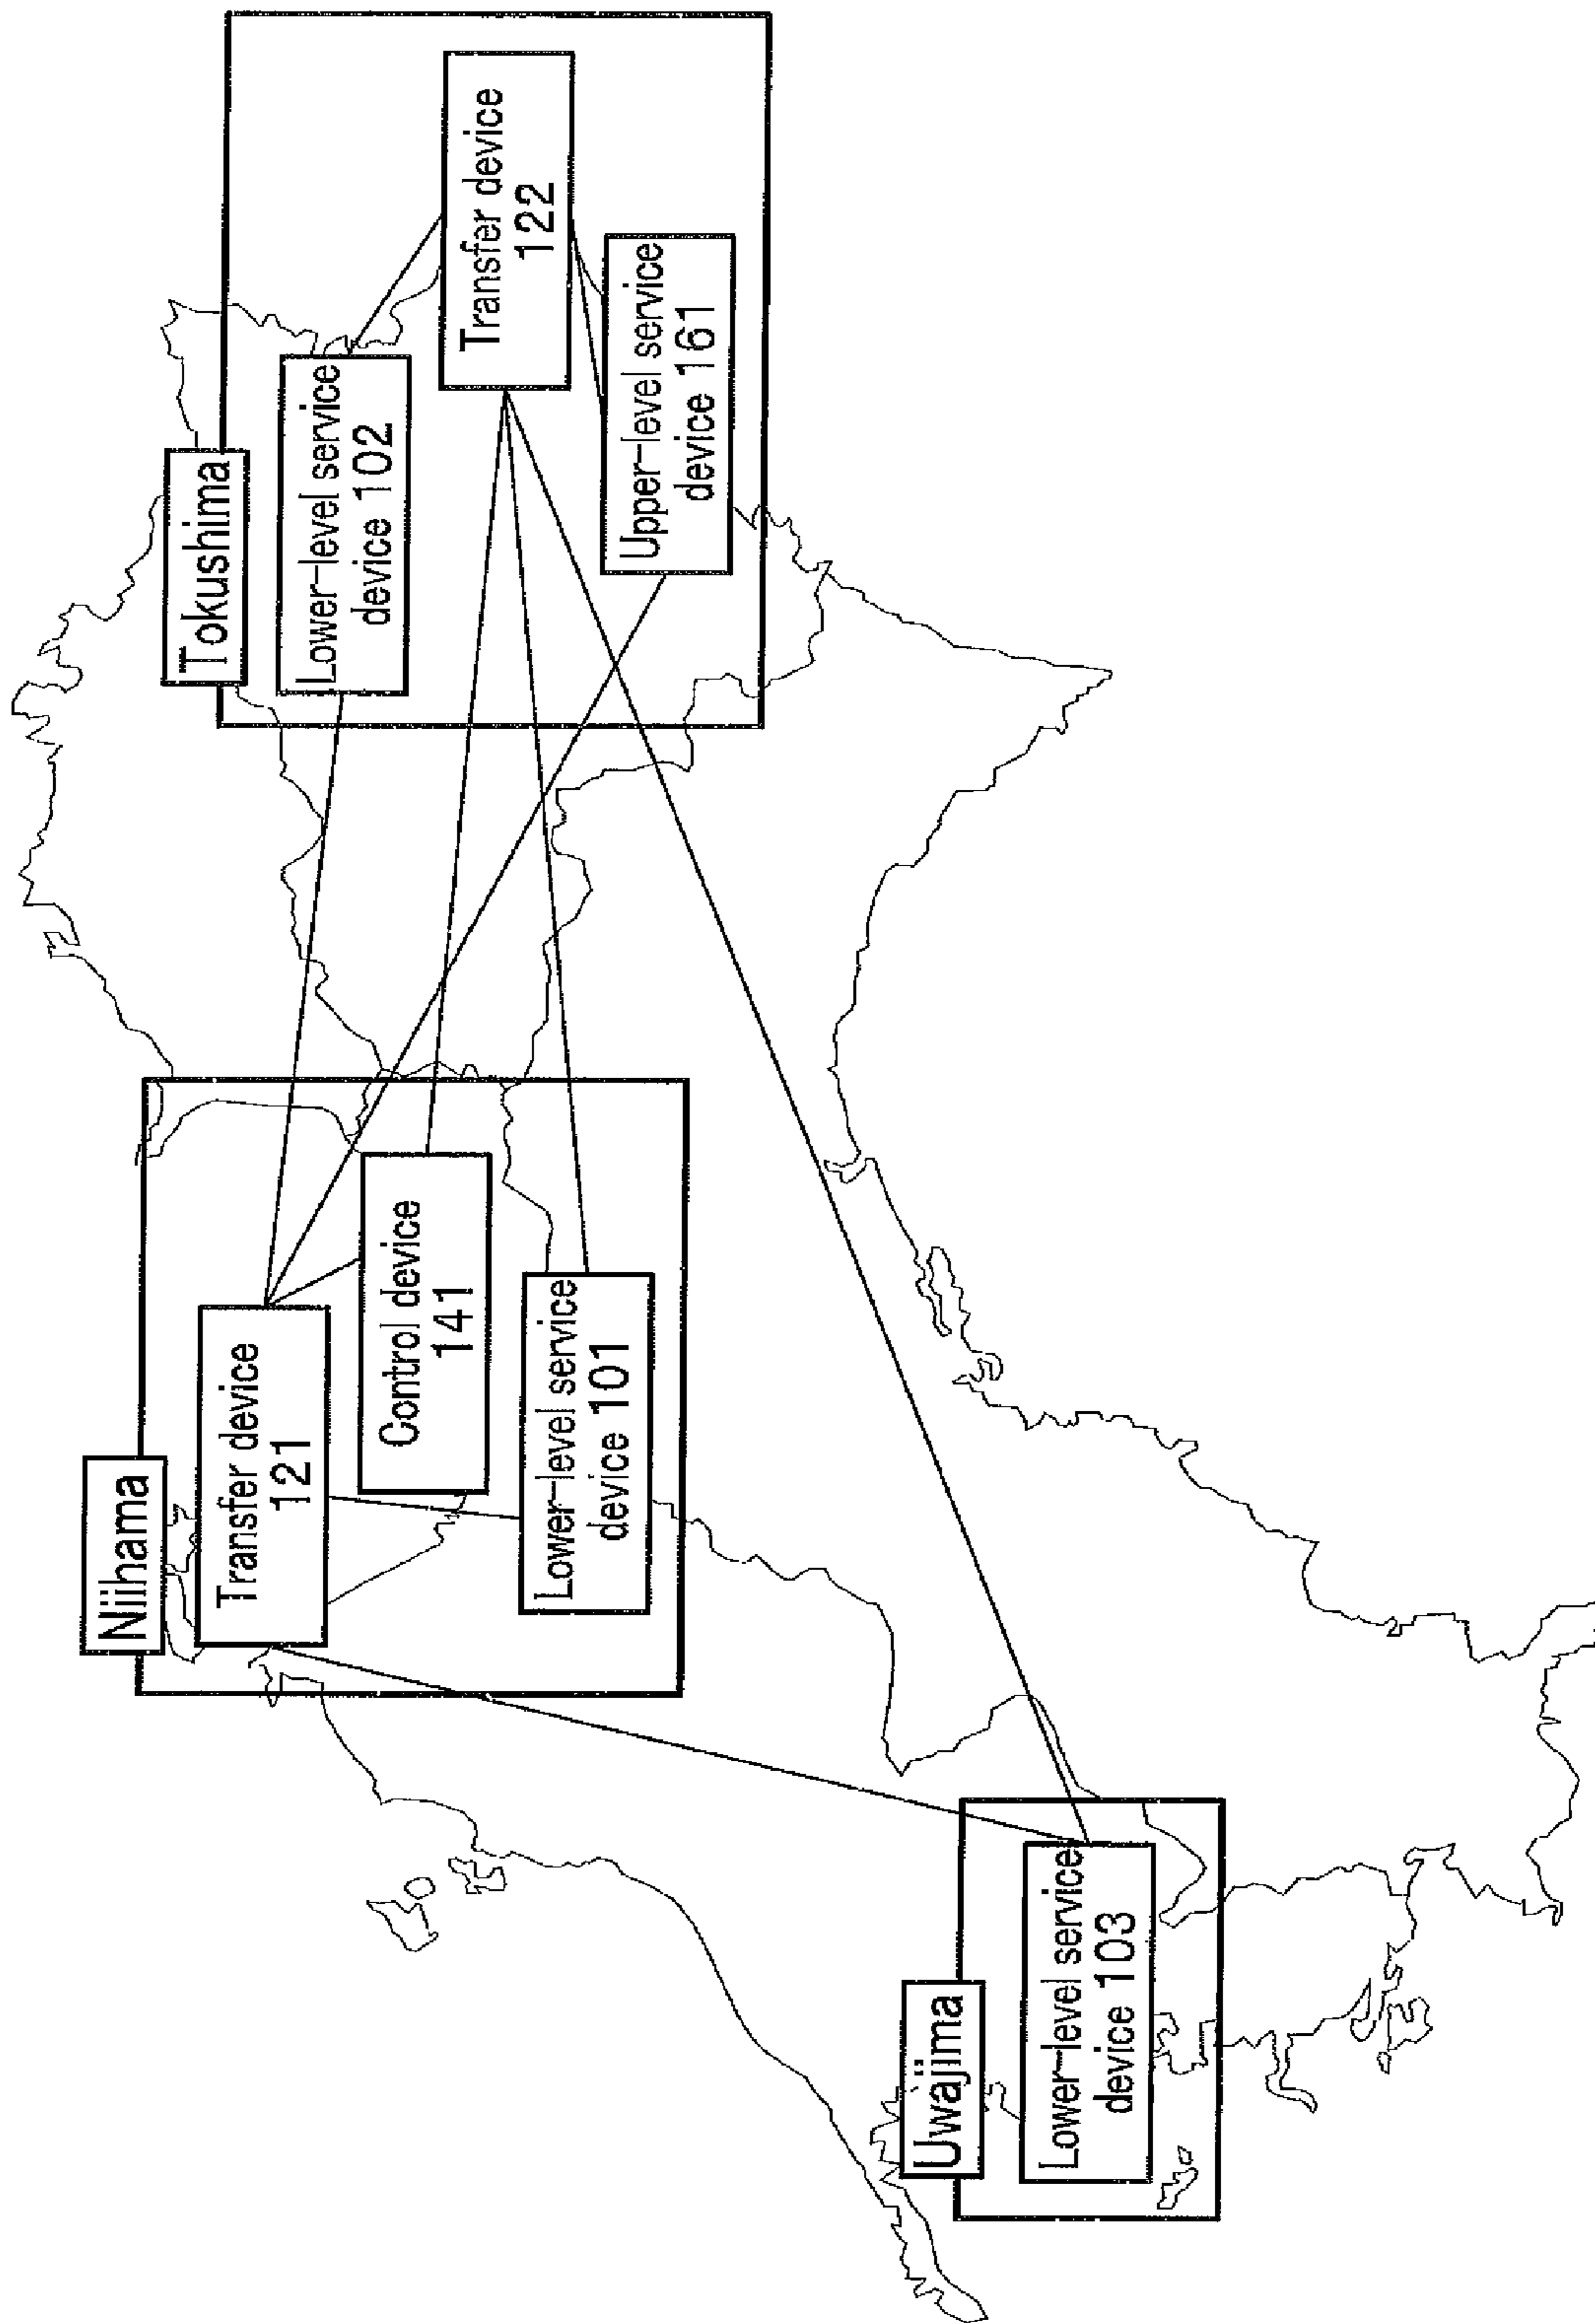 Niihama
Transfer device
121
Control device
141
Lower-level service
device 101
Tokushima
Lower-level service
device 102
Transfer device
122
Upper-level service
device 161
Uwajima
Lower-level service
device 103